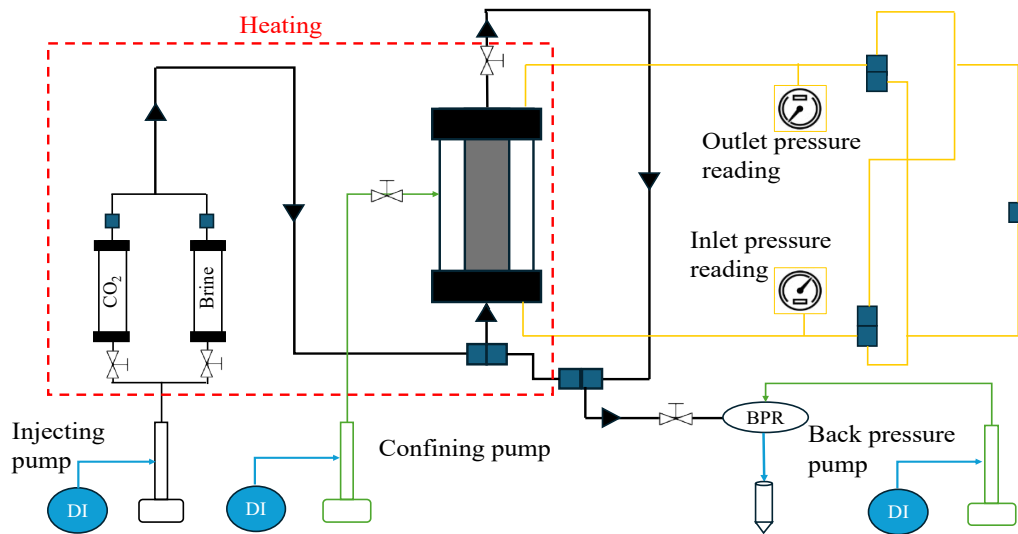 Heating
Outlet pressure
reading
Inlet pressure
reading
CO₂
Brine
Injecting
pump
DI
Confining pump
DI
BPR
Back pressure
pump
DI